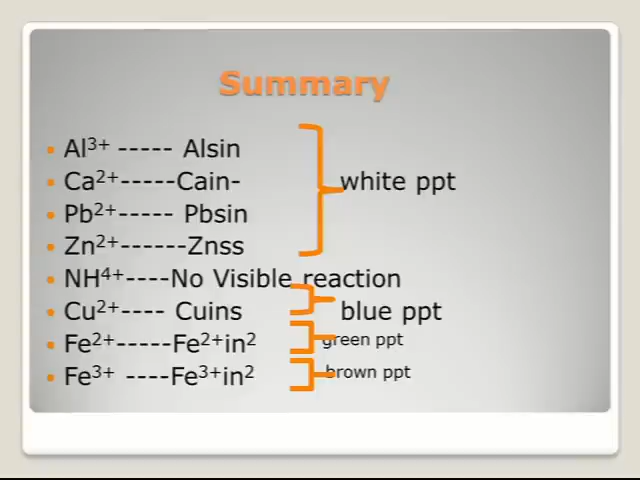 Summary
Al³⁺ ----- Alsin
Ca²⁺-----Cain-
white ppt
Pb²⁺----- Pbsin
Zn²⁺------Znss
NH⁴⁺----No Visible reaction
Cu²⁺---- Cuins
blue ppt
Fe²⁺-----Fe²⁺in²
green ppt
Fe³⁺ ----Fe³⁺in²
brown ppt